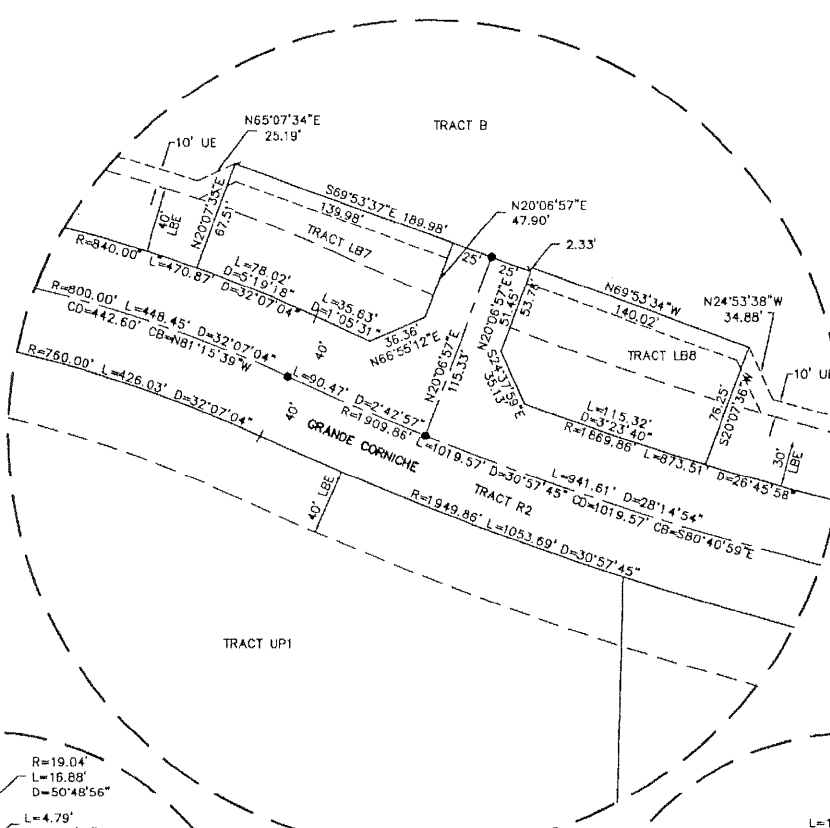 TRACT B
N65°07'34"E
25.19'
10' UE
N20°07'35"E
67.51'
40'
LBE
S69°53'37"E 189.98'
139.98'
TRACT LB7
N20°06'57"E
47.90'
25'
25'
2.33'
N69°53'34"W
140.02'
N24°53'38"W
34.88'
10' UE
TRACT LB8
76.25'
S20°07'36"W
30'
LBE
N20°06'57"E
51.45'
53.78'
S24°37'59"E
35.13'
N20°06'57"E
115.33'
36.36'
N66°55'12"E
L=78.02'
D=5°19'18"
L=35.63'
D=1°05'31"
R=840.00' L=470.87' D=32°07'04"
R=800.00' L=448.45' D=32°07'04"
CD=442.60' CB=N81°15'39"W
R=760.00' L=426.03' D=32°07'04"
40'
40'
L=90.47' D=2°42'57"
R=1909.86' L=1019.57' D=30°57'45" CD=1019.57' CB=S80°40'59"E
L=941.61' D=28°14'54"
L=115.32'
D=3°23'40"
R=1869.86' L=873.51' D=26°45'58"
GRANDE CORNICHE
TRACT R2
R=1949.86' L=1053.69' D=30°57'45"
40' LBE
TRACT UP1
R=19.04'
L=16.88'
D=50°48'56"
L=4.79'